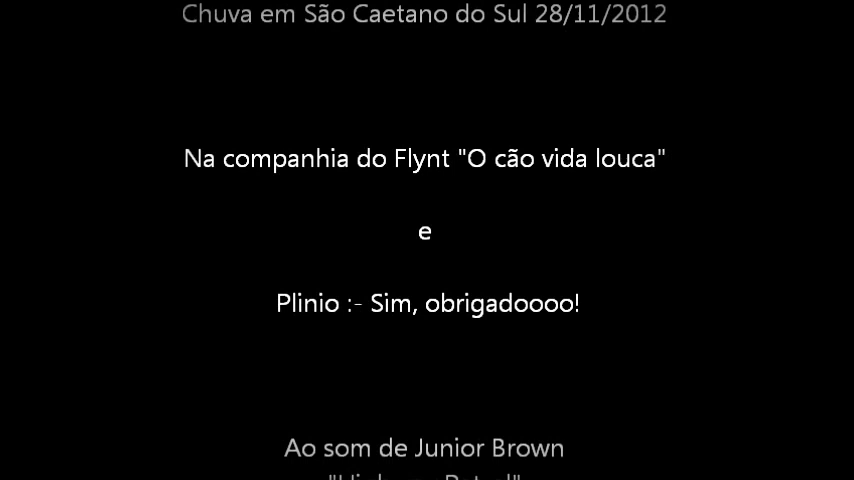 Chuva em São Caetano do Sul 28/11/2012
Na companhia do Flynt "O cão vida louca"
e
Plinio :- Sim, obrigadoooo!
Ao som de Junior Brown